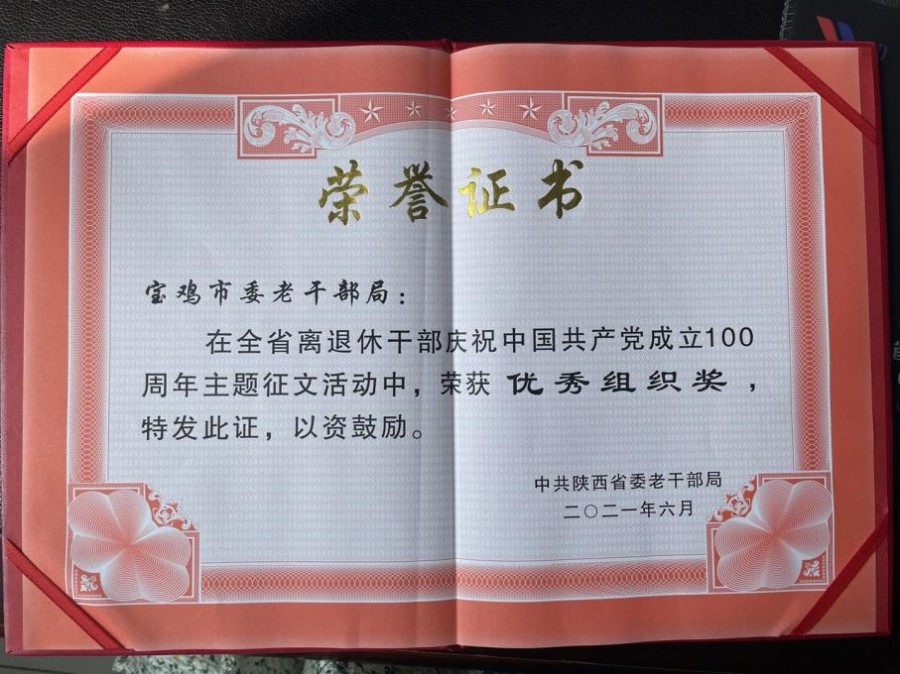 荣誉证书
宝鸡市委老干部局：
在全省离退休干部庆祝中国共产党成立100
周年主题征文活动中，荣获 优秀组织奖，
特发此证，以资鼓励。
中共陕西省委老干部局
二〇二一年六月